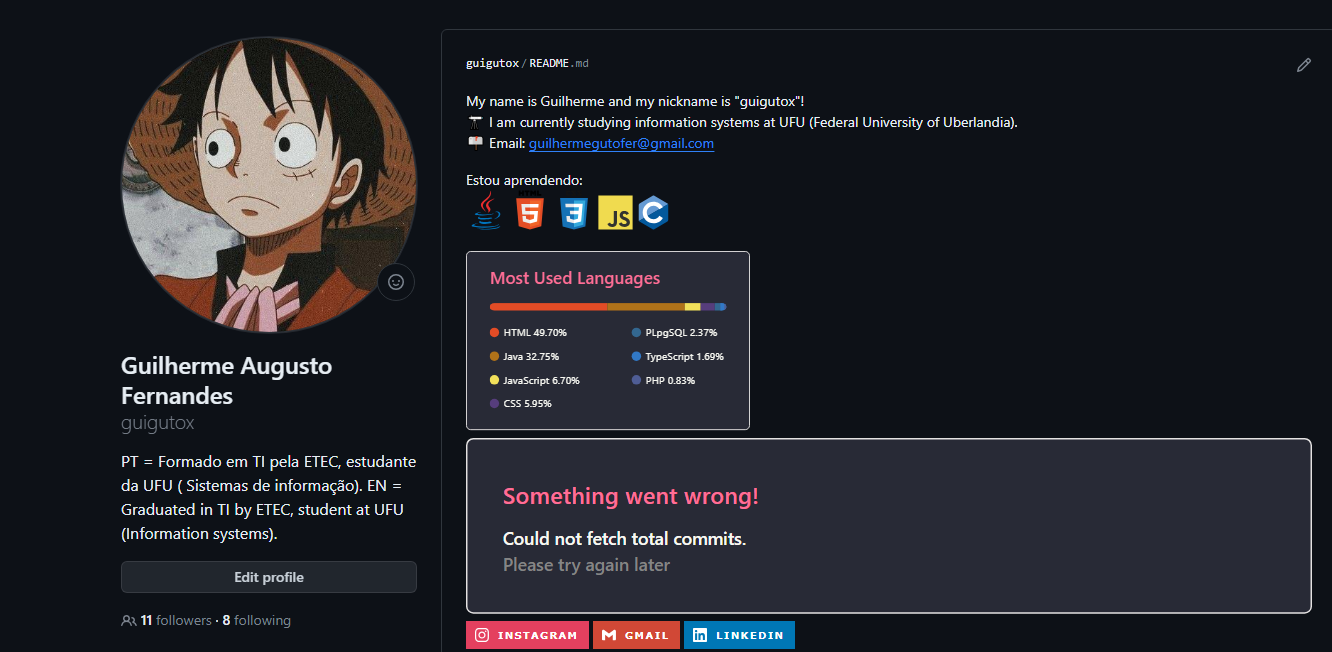 guigutox/README.md
My name is Guilherme and my nickname is "guigutox"!
I am currently studying information systems at UFU (Federal University of Uberlandia).
Email: guilhermegutofer@gmail.com
Estou aprendendo:
HTML
5
3
JS
C
Most Used Languages
HTML 49.70%
Java 32.75%
JavaScript 6.70%
CSS 5.95%
PLpgSQL 2.37%
TypeScript 1.69%
PHP 0.83%
Something went wrong!
Could not fetch total commits.
Please try again later
INSTAGRAM
GMAIL
LINKEDIN
Guilherme Augusto
Fernandes
guigutox
PT = Formado em TI pela ETEC, estudante
da UFU ( Sistemas de informação). EN =
Graduated in TI by ETEC, student at UFU
(Information systems).
Edit profile
11 followers · 8 following